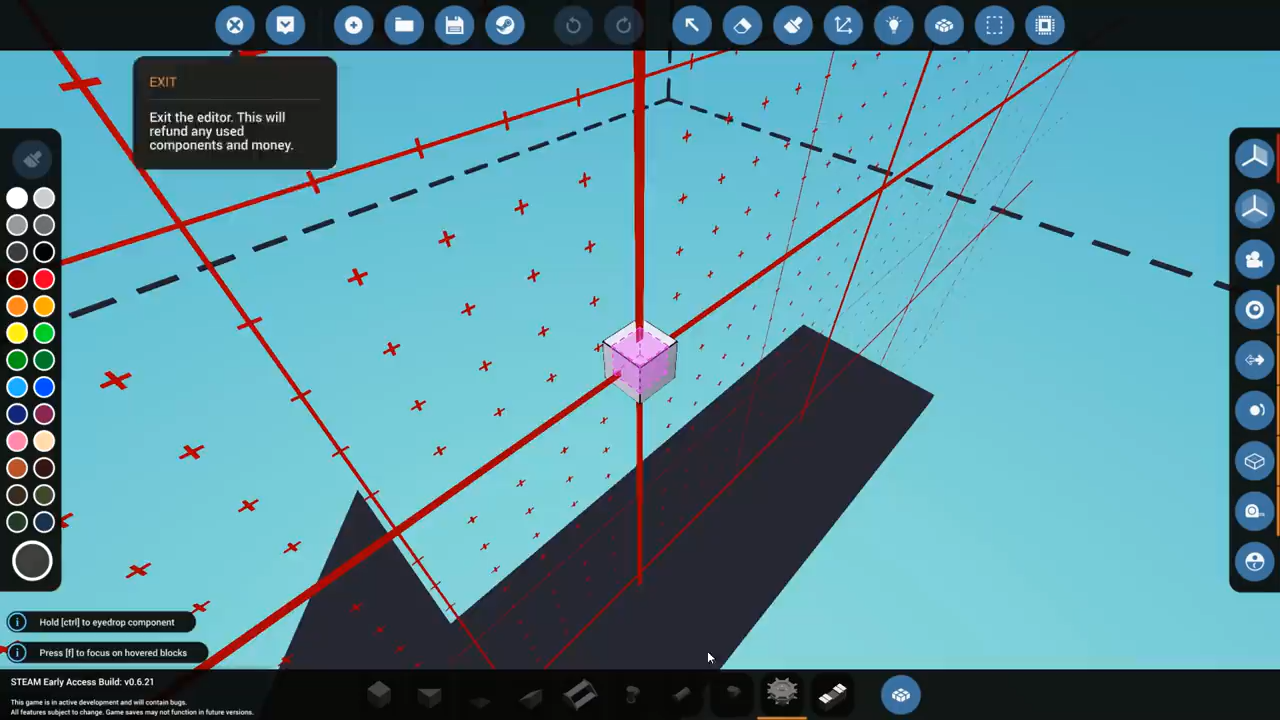 EXIT
Exit the editor. This will
refund any used
components and money.
Hold [ctrl] to eyedrop component
Press [f] to focus on hovered blocks
STEAM Early Access Build: v0.6.21
This game is in active development and will contain bugs.
All features subject to change. Game saves may not function in future versions.